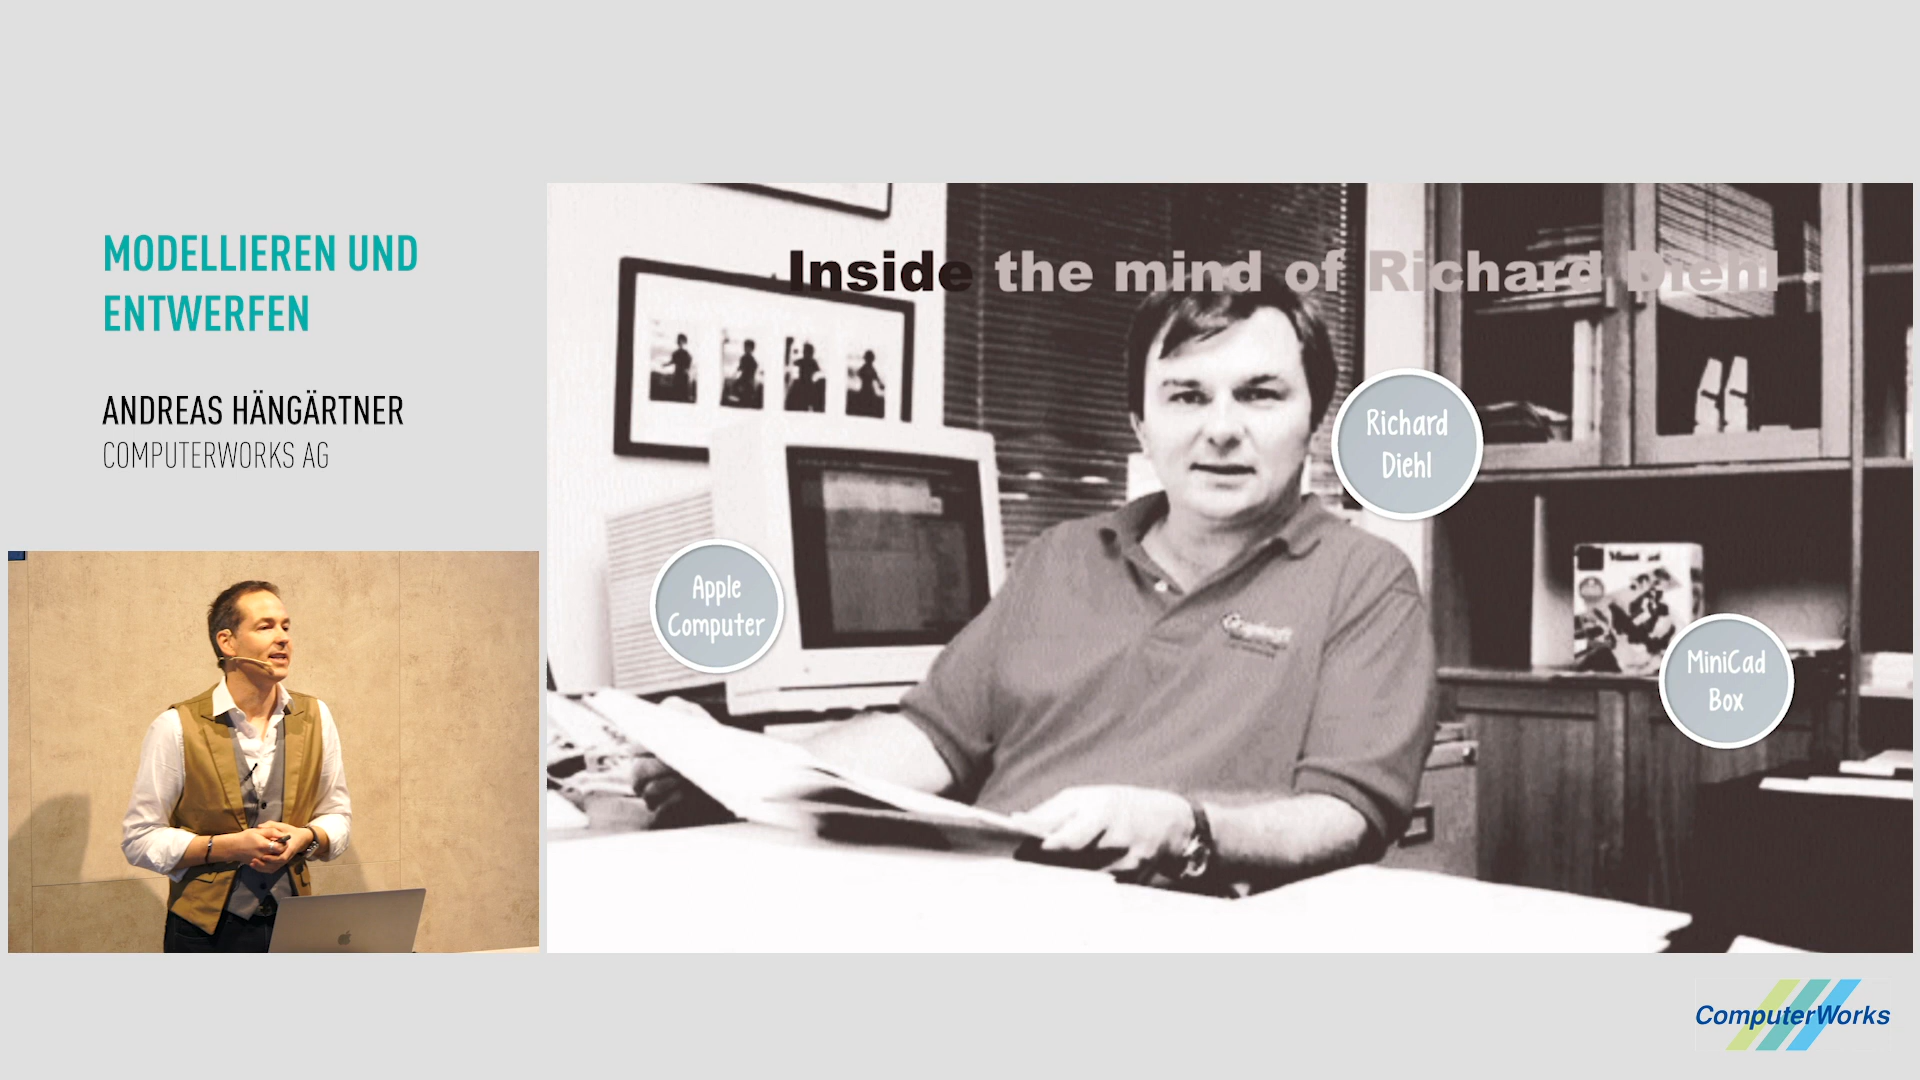 MODELLIEREN UND
ENTWERFEN
ANDREAS HÄNGÄRTNER
COMPUTERWORKS AG
Inside the mind of Richard Diehl
Richard
Diehl
Apple
Computer
MiniCad
Box
ComputerWorks